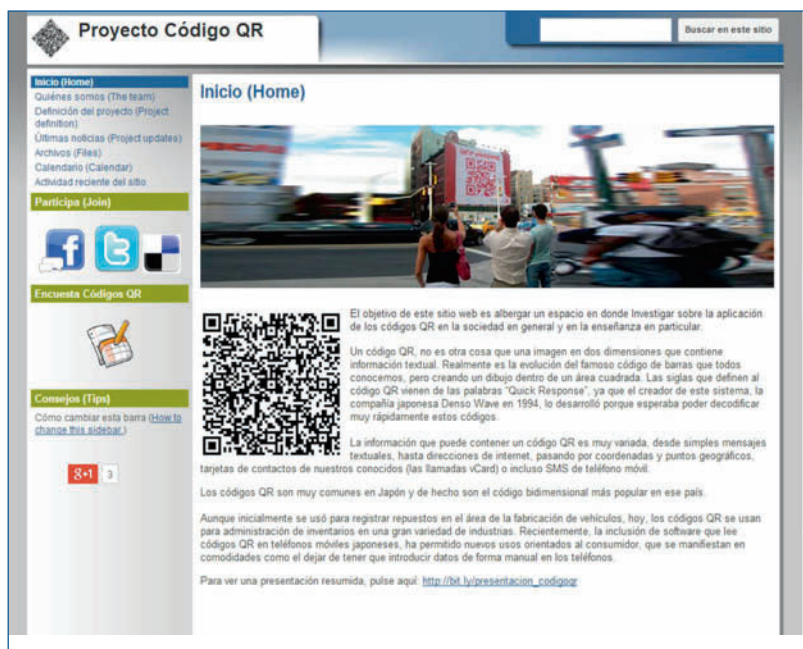 Proyecto Código QR
Buscar en este sitio
Inicio (Home)
Quiénes somos (The team)
Definición del proyecto (Project
definition)
Últimas noticias (Project updates)
Archivos (Files)
Calendario (Calendar)
Actividad reciente del sitio
Participa (Join)
Encuesta Códigos QR
Consejos (Tips)
Cómo cambiar esta barra (How to
change this sidebar.)
g+1 3
Inicio (Home)
El objetivo de este sitio web es albergar un espacio en donde Investigar sobre la aplicación
de los códigos QR en la sociedad en general y en la enseñanza en particular.
Un código QR, no es otra cosa que una imagen en dos dimensiones que contiene
información textual. Realmente es la evolución del famoso código de barras que todos
conocemos, pero creando un dibujo dentro de un área cuadrada. Las siglas que definen al
código QR vienen de las palabras "Quick Response", ya que el creador de este sistema, la
compañía japonesa Denso Wave en 1994, lo desarrolló porque esperaba poder decodificar
muy rápidamente estos códigos.
La información que puede contener un código QR es muy variada, desde simples mensajes
textuales, hasta direcciones de internet, pasando por coordenadas y puntos geográficos,
tarjetas de contactos de nuestros conocidos (las llamadas vCard) o incluso SMS de teléfono móvil.
Los códigos QR son muy comunes en Japón y de hecho son el código bidimensional más popular en ese país.
Aunque inicialmente se usó para registrar repuestos en el área de la fabricación de vehículos, hoy, los códigos QR se usan
para administración de inventarios en una gran variedad de industrias. Recientemente, la inclusión de software que lee
códigos QR en teléfonos móviles japoneses, ha permitido nuevos usos orientados al consumidor, que se manifiestan en
comodidades como el dejar de tener que introducir datos de forma manual en los teléfonos.
Para ver una presentación resumida, pulse aquí: http://bit.ly/presentacion_codigoqr